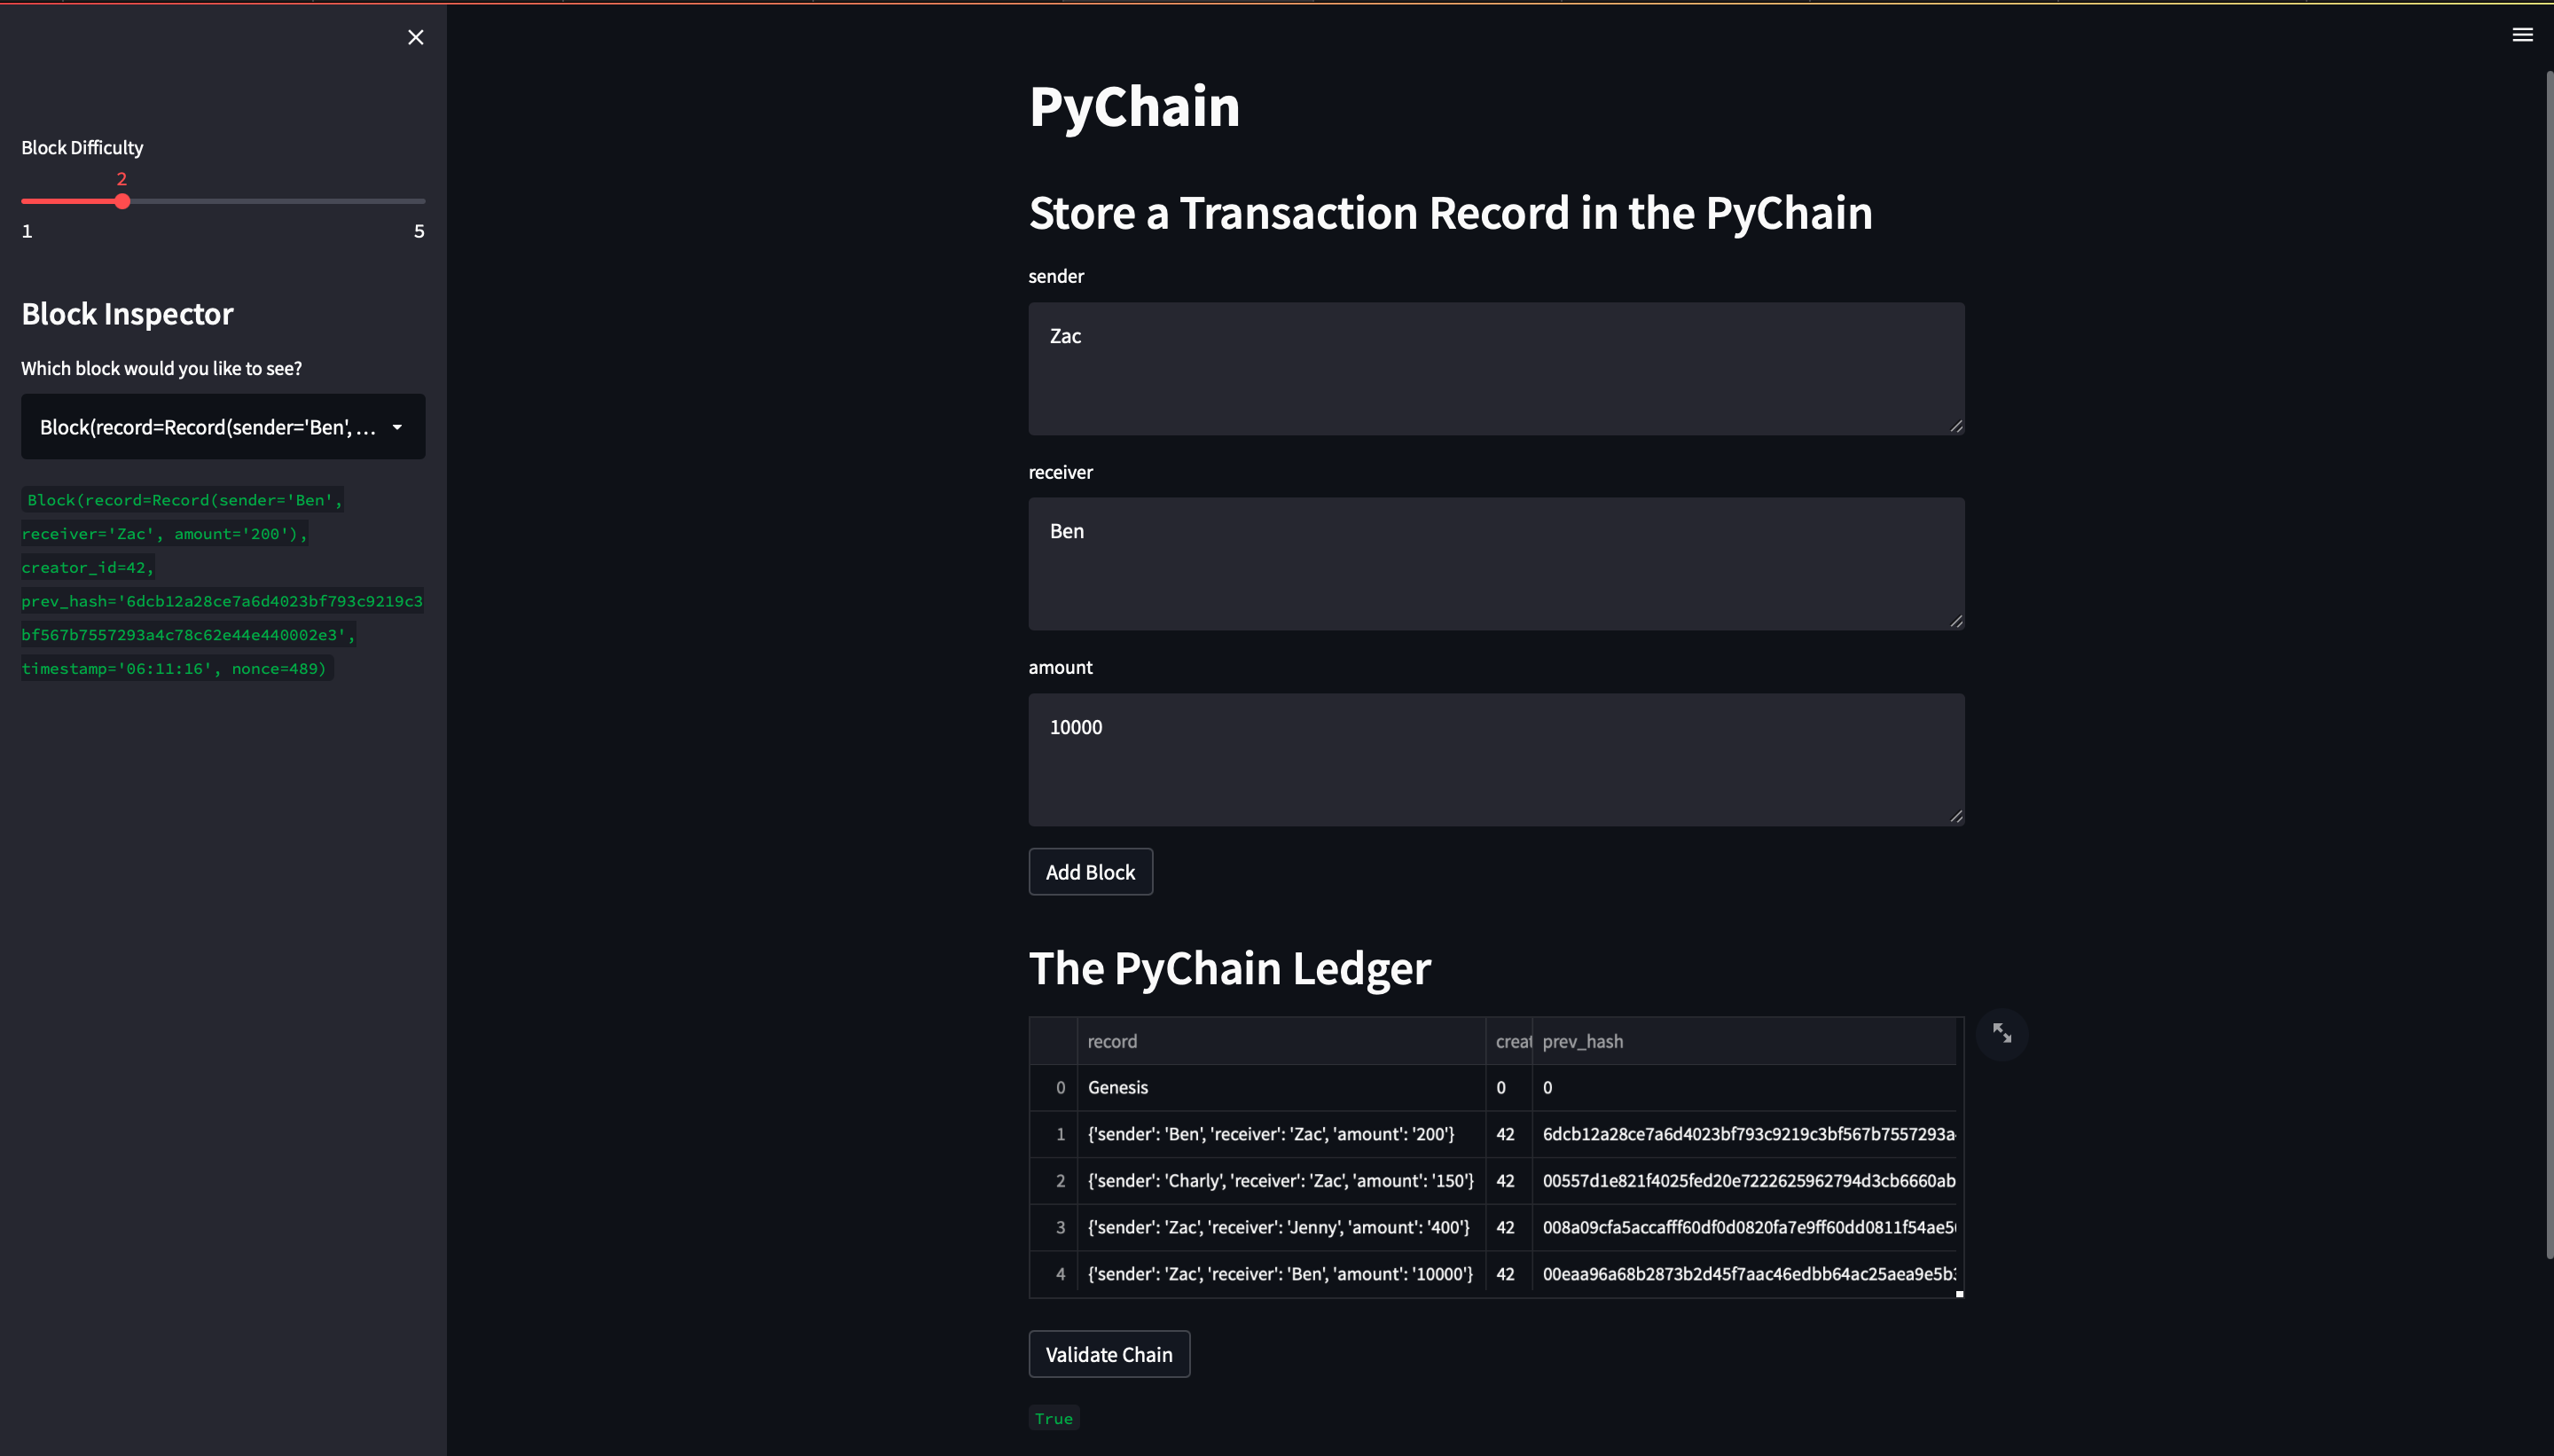 Block Difficulty
2
1 5
Block Inspector
Which block would you like to see?
Block(record=Record(sender='Ben', ...
Block(record=Record(sender='Ben',
receiver='Zac', amount='200'),
creator_id=42,
prev_hash='6dcb12a28ce7a6d4023bf793c9219c3
bf567b7557293a4c78c62e44e440002e3',
timestamp='06:11:16', nonce=489)
PyChain
Store a Transaction Record in the PyChain
sender
Zac
receiver
Ben
amount
10000
Add Block
The PyChain Ledger
record creat prev_hash
0 Genesis 0 0
1 {'sender': 'Ben', 'receiver': 'Zac', 'amount': '200'} 42 6dcb12a28ce7a6d4023bf793c9219c3bf567b7557293a
2 {'sender': 'Charly', 'receiver': 'Zac', 'amount': '150'} 42 00557d1e821f4025fed20e7222625962794d3cb6660ab
3 {'sender': 'Zac', 'receiver': 'Jenny', 'amount': '400'} 42 008a09cfa5accafff60df0d0820fa7e9ff60dd0811f54ae5
4 {'sender': 'Zac', 'receiver': 'Ben', 'amount': '10000'} 42 00eaa96a68b2873b2d45f7aac46edbb64ac25aea9e5b
Validate Chain
True